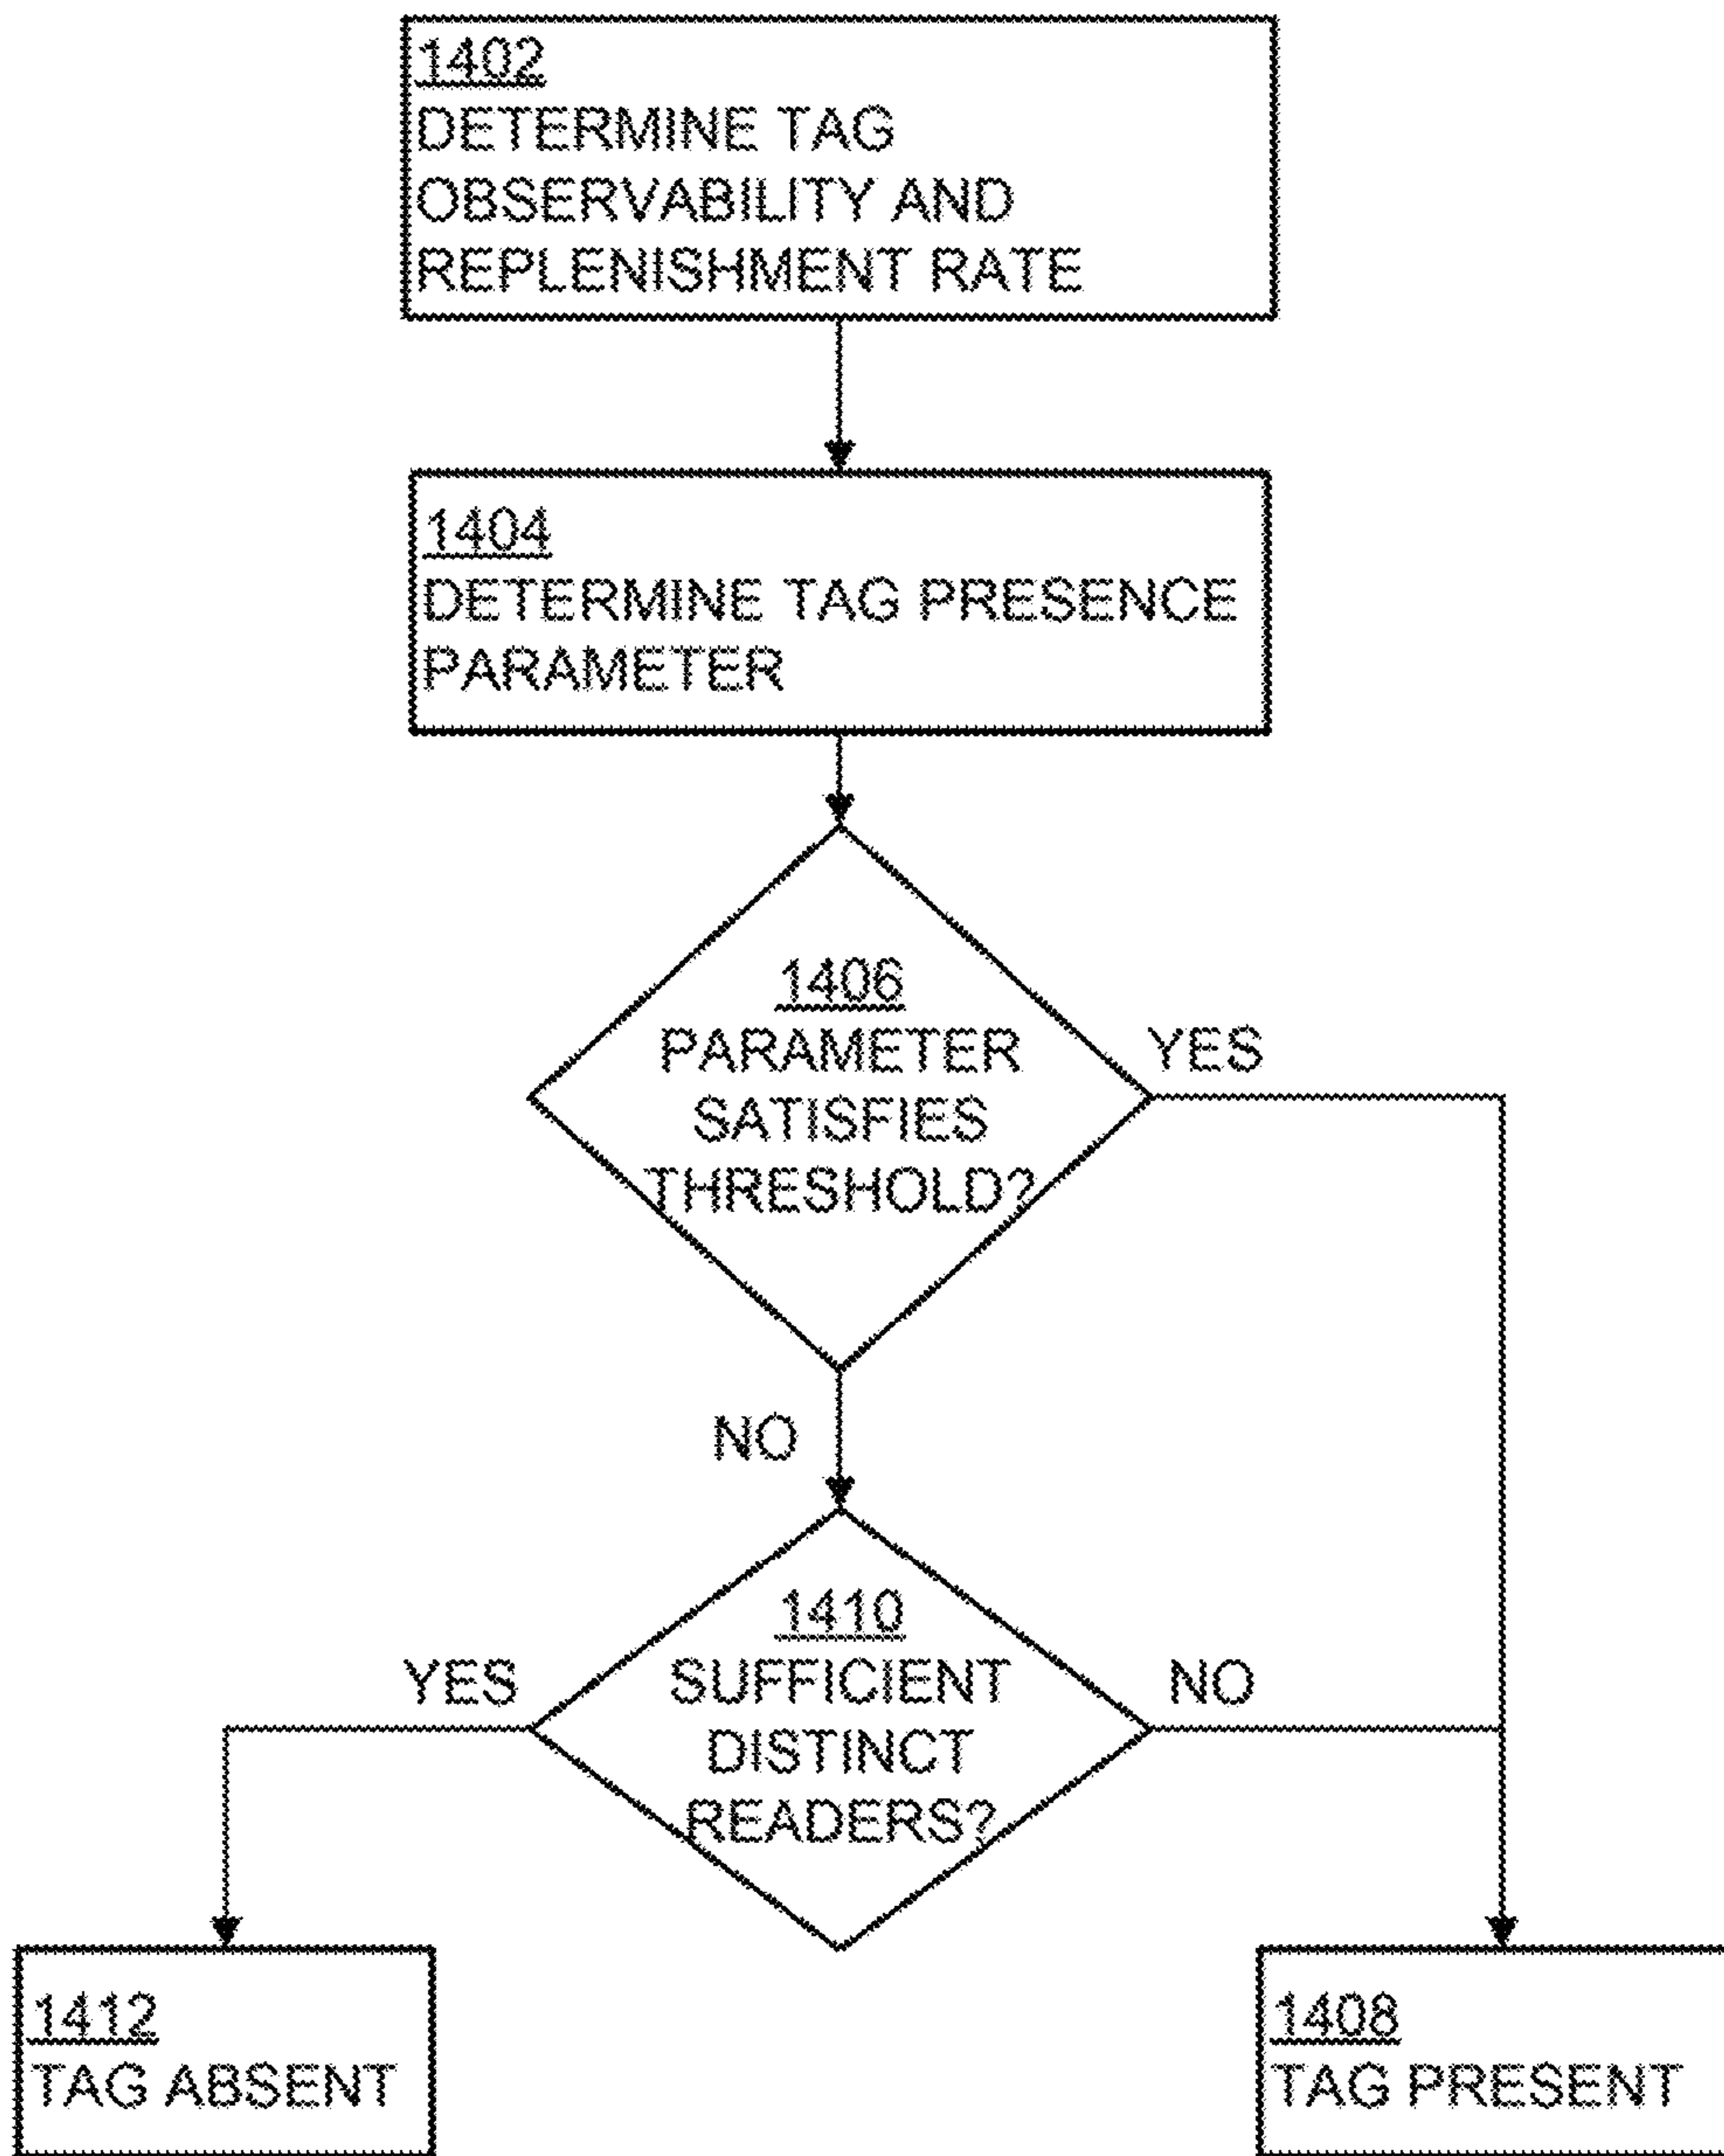 1402
DETERMINE TAG
OBSERVABILITY AND
REPLENISHMENT RATE
1404
DETERMINE TAG PRESENCE
PARAMETER
1406
PARAMETER
SATISFIES
THRESHOLD?
YES
NO
1410
SUFFICIENT
DISTINCT
READERS?
YES
NO
1412
TAG ABSENT
1408
TAG PRESENT